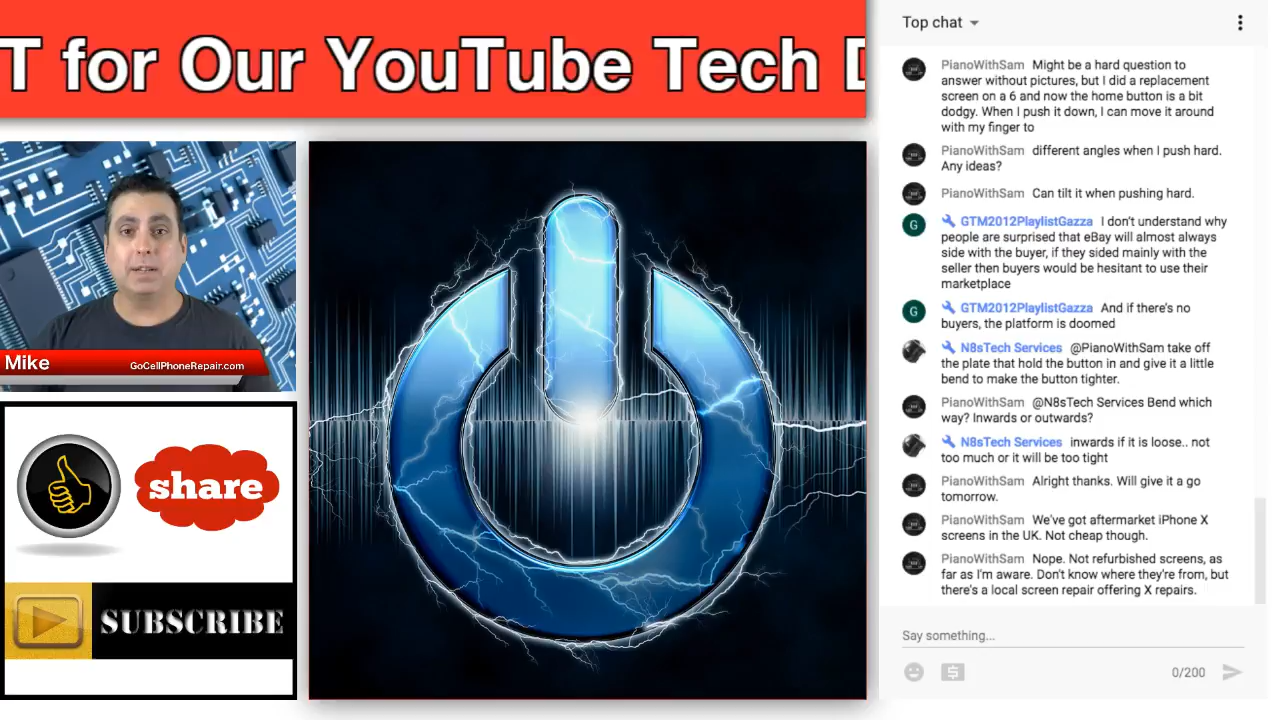 T for Our YouTube Tech
Mike
GoCellPhoneRepair.com
share
SUBSCRIBE
Top chat
PianoWithSam Might be a hard question to
answer without pictures, but I did a replacement
screen on a 6 and now the home button is a bit
dodgy. When I push it down, I can move it around
with my finger to
PianoWithSam different angles when I push hard.
Any ideas?
PianoWithSam Can tilt it when pushing hard.
G
GTM2012PlaylistGazza I don't understand why
people are surprised that eBay will almost always
side with the buyer, if they sided mainly with the
seller then buyers would be hesitant to use their
marketplace
G
GTM2012PlaylistGazza And if there's no
buyers, the platform is doomed
N8sTech Services @PianoWithSam take off
the plate that hold the button in and give it a little
bend to make the button tighter.
PianoWithSam @N8sTech Services Bend which
way? Inwards or outwards?
N8sTech Services inwards if it is loose.. not
too much or it will be too tight
PianoWithSam Alright thanks. Will give it a go
tomorrow.
PianoWithSam We've got aftermarket iPhone X
screens in the UK. Not cheap though.
PianoWithSam Nope. Not refurbished screens, as
far as I'm aware. Don't know where they're from, but
there's a local screen repair offering X repairs.
Say something...
$
0/200